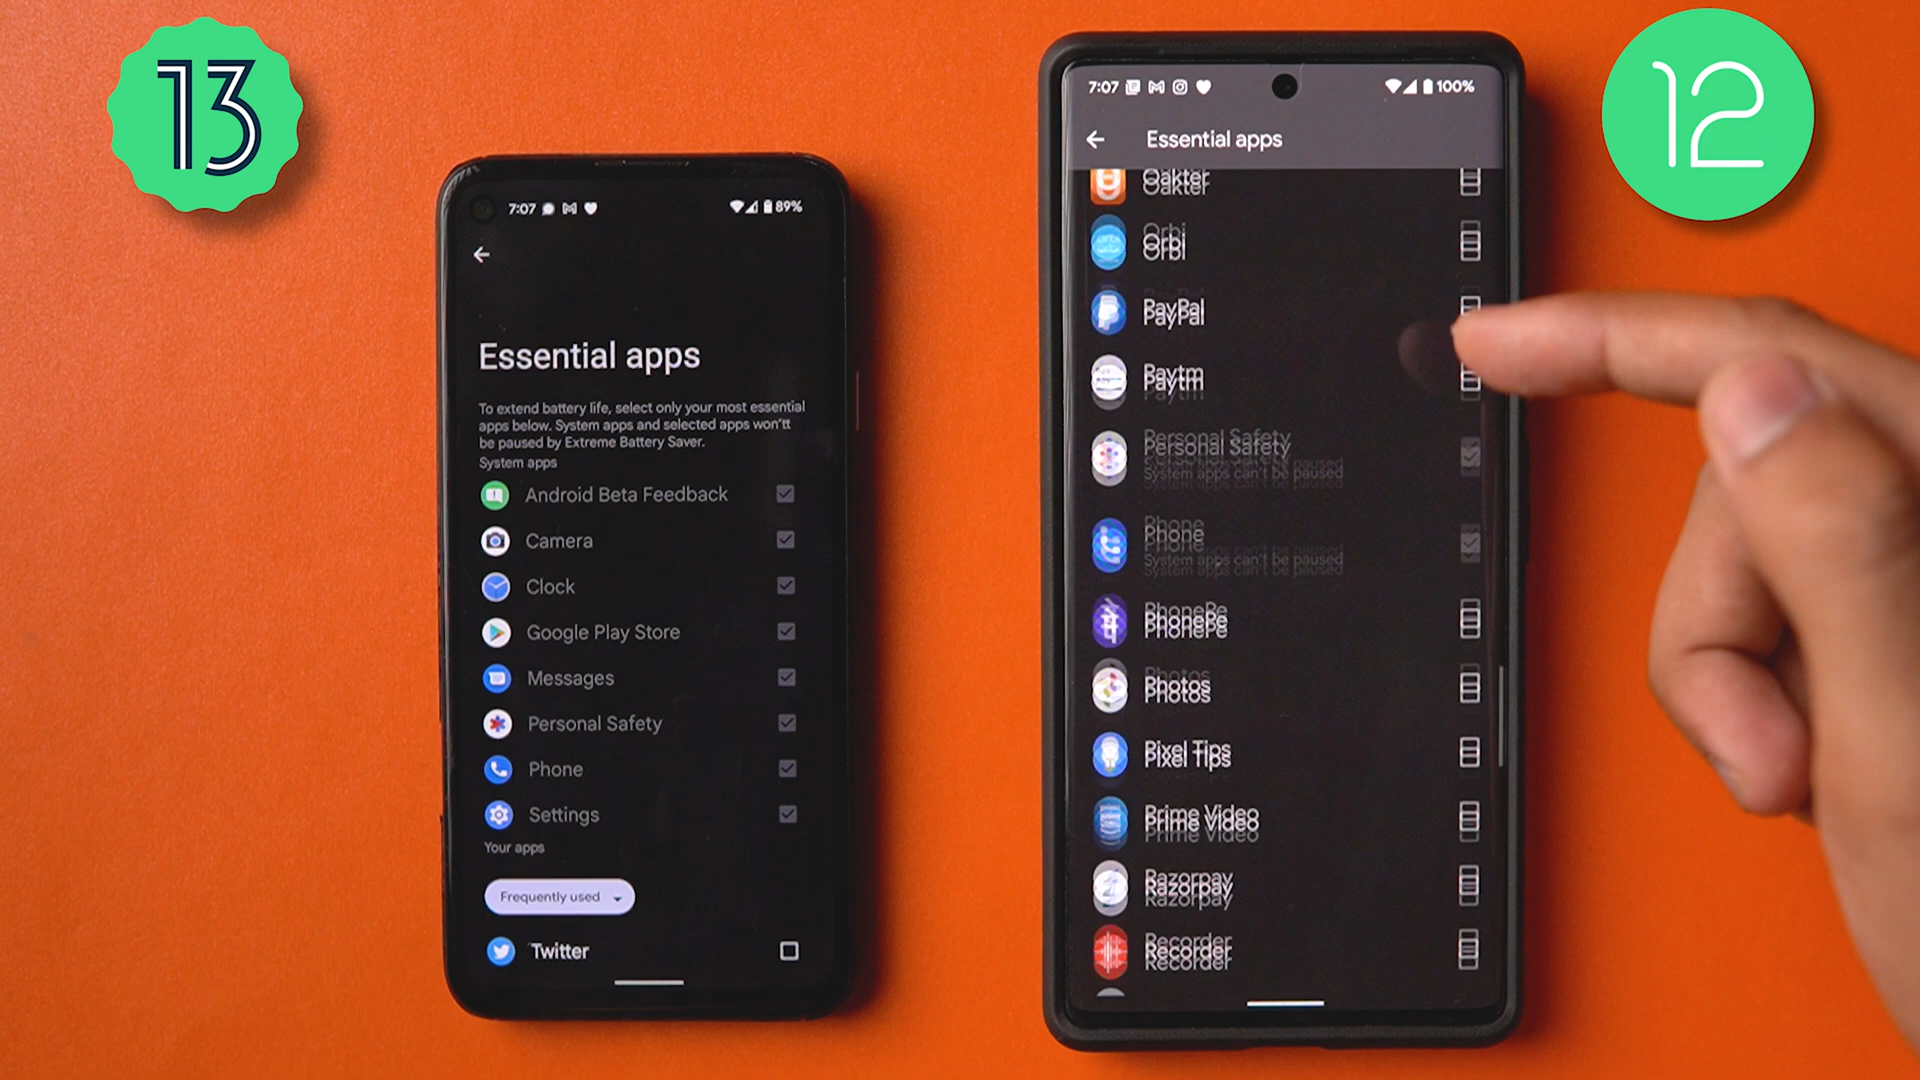 13
7:07
89%
Essential apps
To extend battery life, select only your most essential
apps below. System apps and selected apps won'tt
be paused by Extreme Battery Saver.
System apps
Android Beta Feedback
Camera
Clock
Google Play Store
Messages
Personal Safety
Phone
Settings
Your apps
Frequently used
Twitter
12
7:07
100%
Essential apps
Oakter
Orbi
PayPal
Paytm
Personal Safety
System apps can't be paused
Phone
System apps can't be paused
PhonePe
Photos
Pixel Tips
Prime Video
Razorpay
Recorder